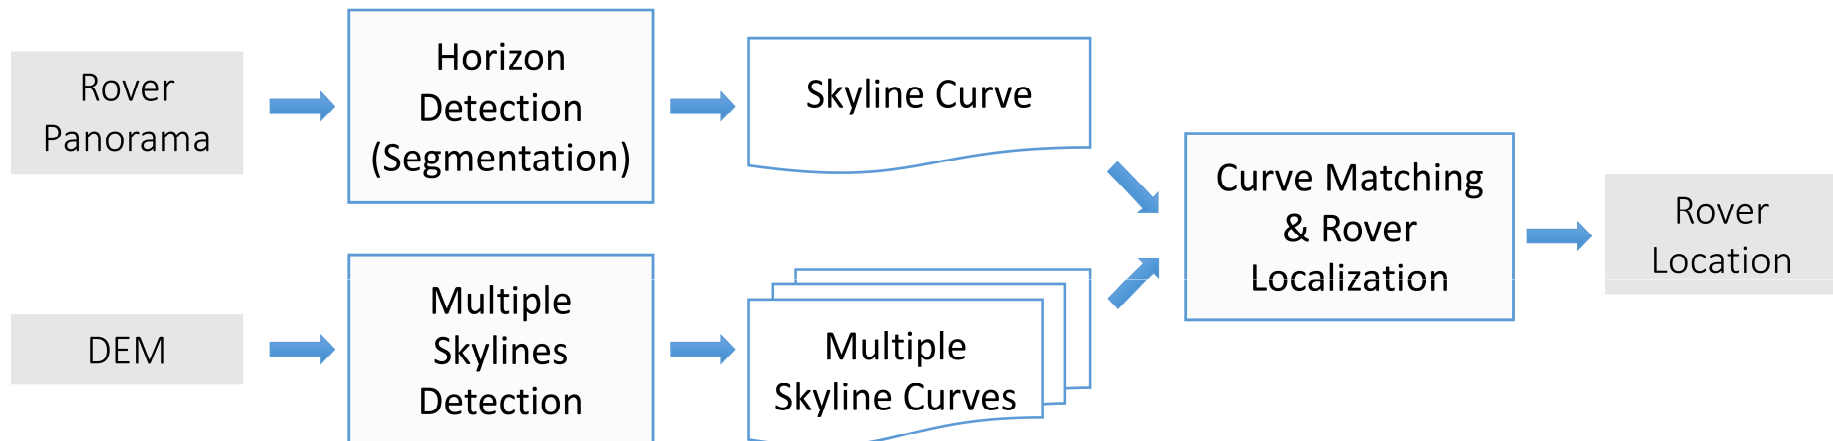 Rover
Panorama
Horizon
Detection
(Segmentation)
Skyline Curve
Curve Matching
& Rover
Localization
Rover
Location
DEM
Multiple
Skylines
Detection
Multiple
Skyline Curves